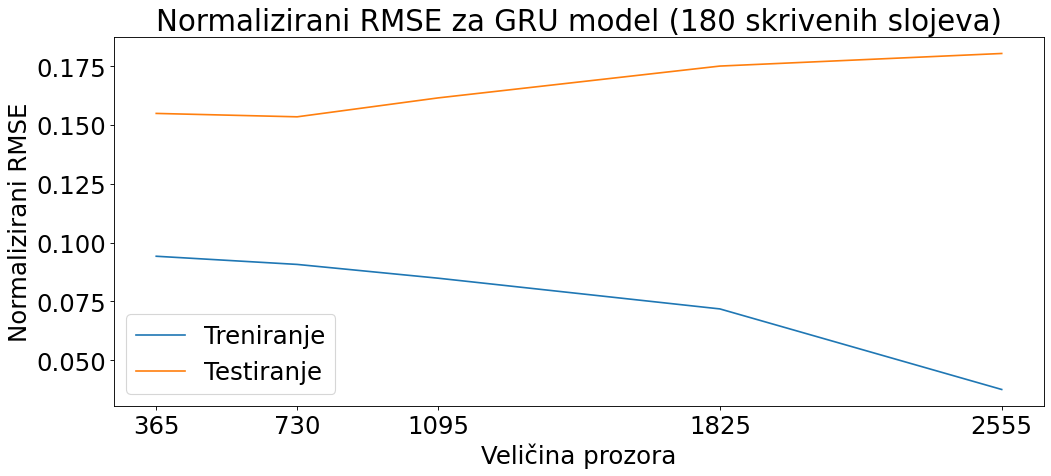 Normalizirani RMSE za GRU model (180 skrivenih slojeva)
Normalizirani RMSE
0.175
0.150
0.125
0.100
0.075
0.050
Treniranje
Testiranje
365 730 1095 1825 2555
Veličina prozora